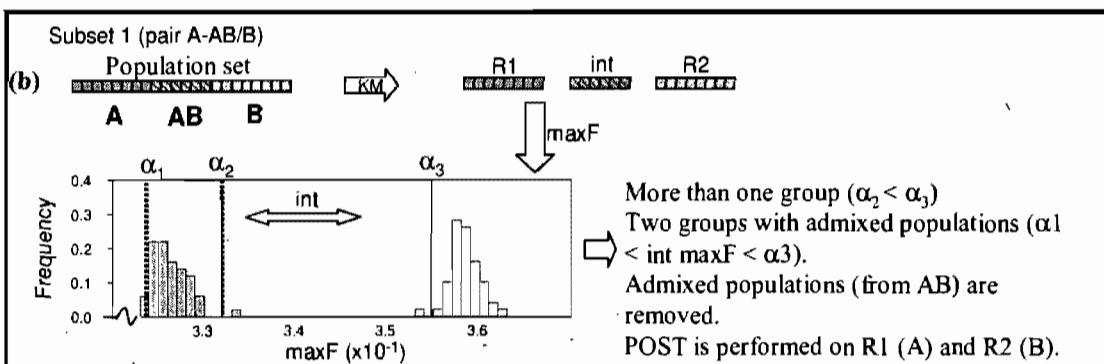 Subset 1 (pair A-AB/B)
(b)
Population set
A AB B
KM
R1 int R2
maxF
α₁ α₂ α₃
int
Frequency
0.4
0.3
0.2
0.1
0.0
3.3 3.4 3.5 3.6
maxF (x10⁻¹)
More than one group (α₂ < α₃)
Two groups with admixed populations (α1
< int maxF < α3).
Admixed populations (from AB) are
removed.
POST is performed on R1 (A) and R2 (B).